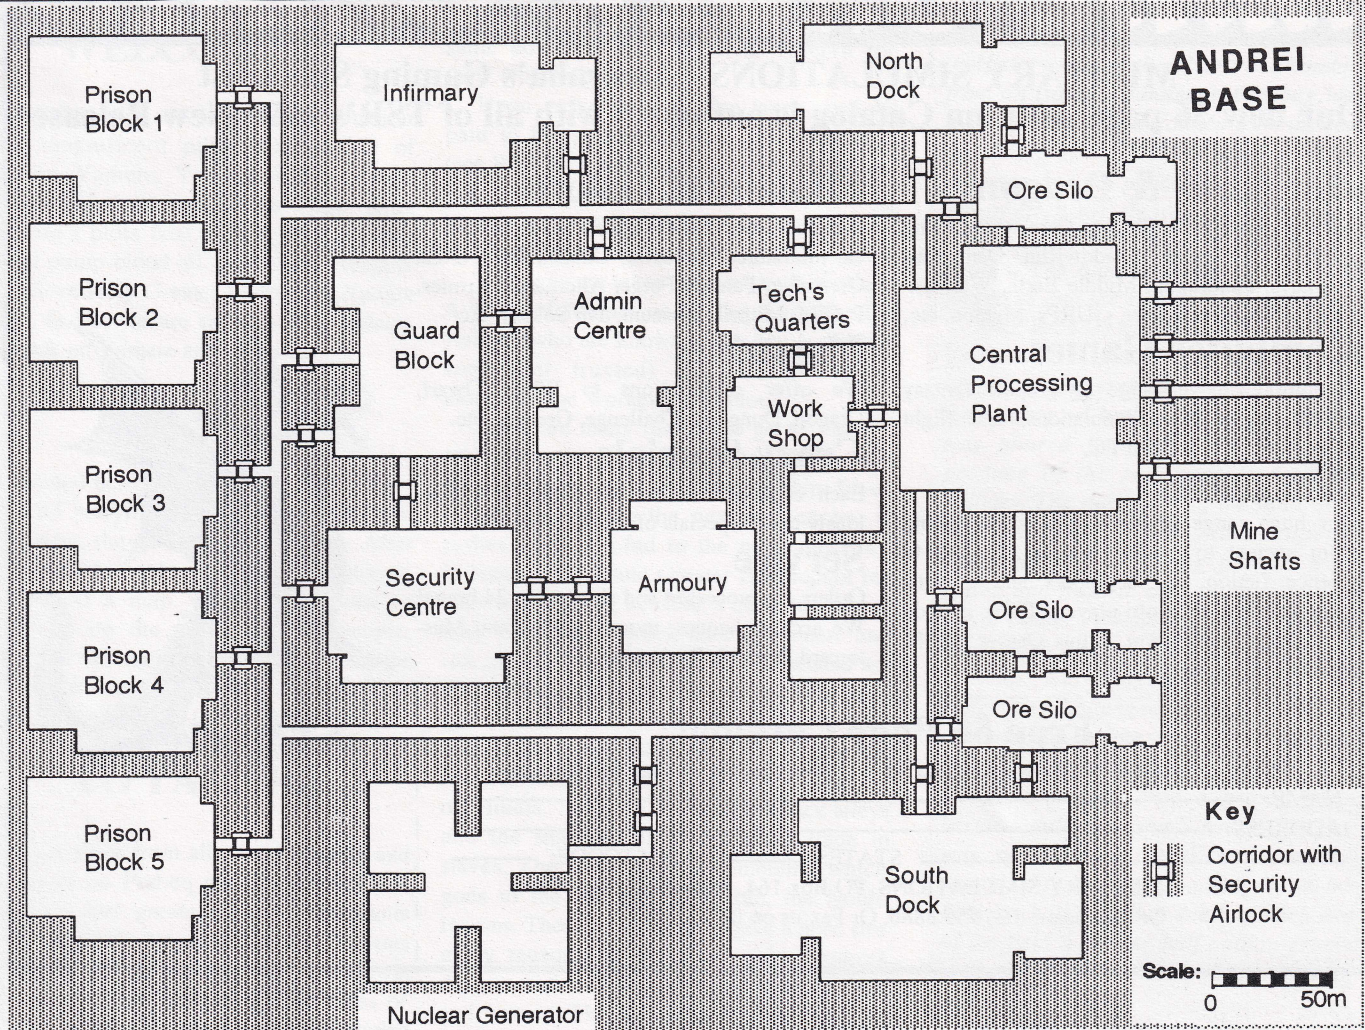 ANDREI
BASE
North
Dock
Infirmary
Prison
Block 1
Ore Silo
Prison
Block 2
Guard
Block
Admin
Centre
Tech's
Quarters
Central
Processing
Plant
Work
Shop
Prison
Block 3
Mine
Shafts
Security
Centre
Armoury
Ore Silo
Prison
Block 4
Ore Silo
Prison
Block 5
South
Dock
Nuclear Generator
Key
Corridor with
Security
Airlock
Scale:
0 50m